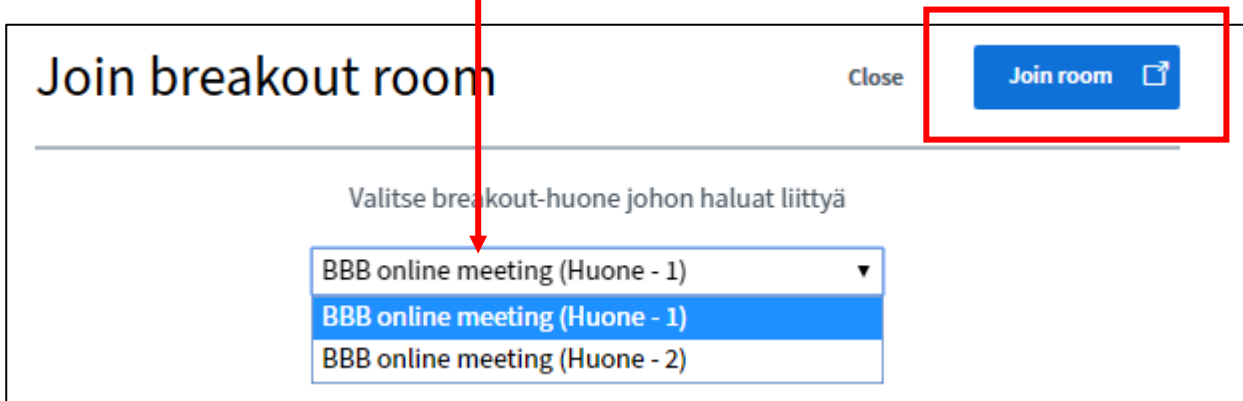 Join breakout room
Close
Join room
Valitse breakout-huone johon haluat liittyä
BBB online meeting (Huone - 1)
BBB online meeting (Huone - 1)
BBB online meeting (Huone - 2)